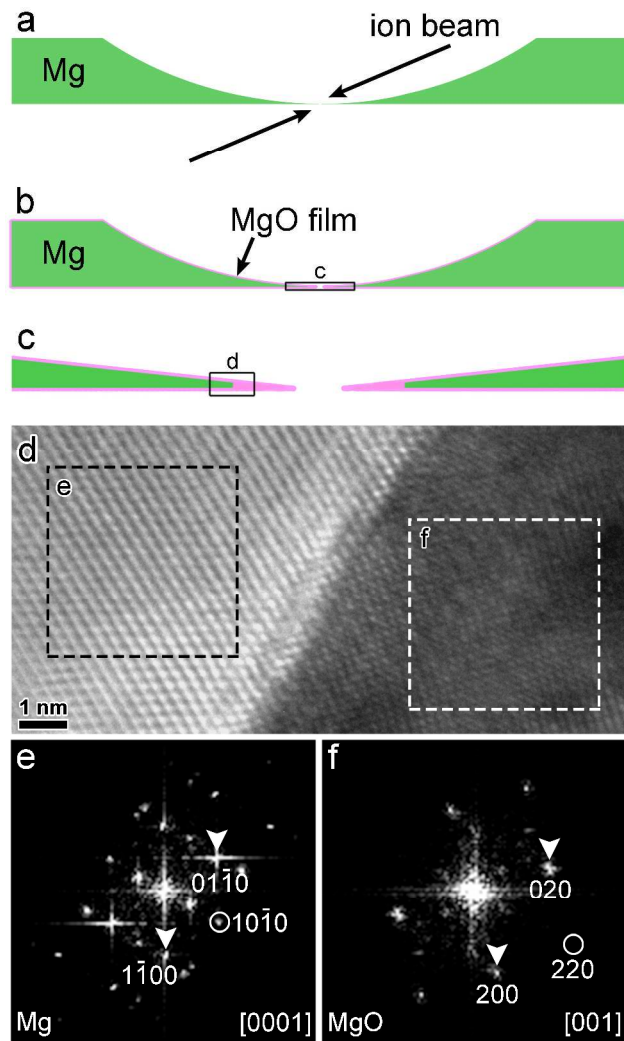 a
ion beam
Mg
b
MgO film
Mg
c
c
d
d
e
f
1 nm
e
011̄0
101̄0
11̄00
Mg
[0001]
f
020
220
200
MgO
[001]